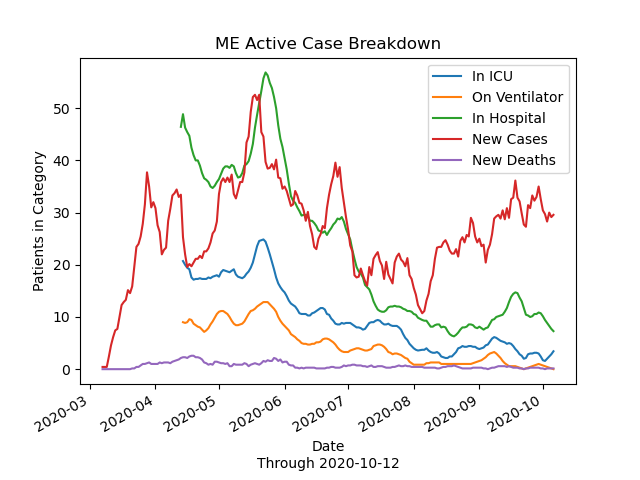 ME Active Case Breakdown
In ICU
On Ventilator
In Hospital
New Cases
New Deaths
Patients in Category
50
40
30
20
10
0
2020-03
2020-04
2020-05
2020-06
2020-07
2020-08
2020-09
2020-10
Date
Through 2020-10-12